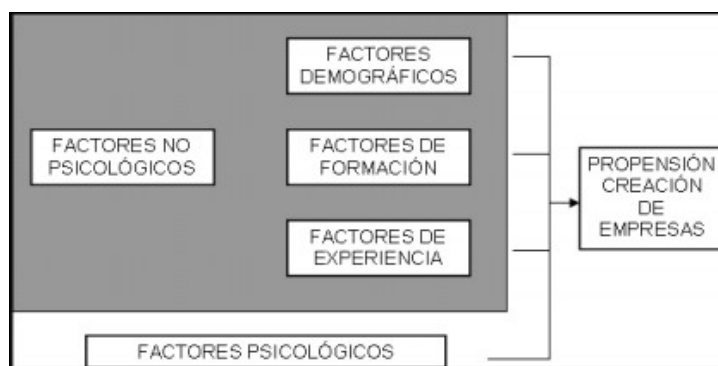 FACTORES
DEMOGRÁFICOS
FACTORES NO
PSICOLÓGICOS
FACTORES DE
FORMACIÓN
FACTORES DE
EXPERIENCIA
PROPENSIÓN
CREACIÓN
DE
EMPRESAS
FACTORES PSICOLÓGICOS